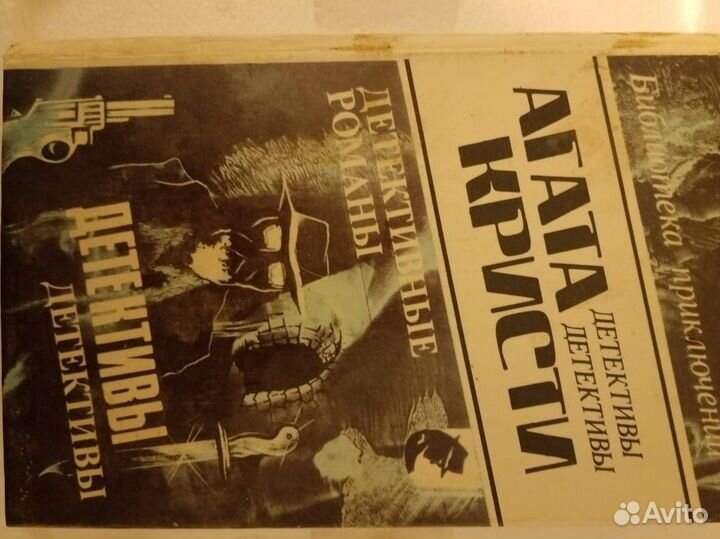 Библиотека приключений
АГАТА
КРИСТИ
ДЕТЕКТИВЫ
ДЕТЕКТИВЫ
ДЕТЕКТИВНЫЕ
РОМАНЫ
ДЕТЕКТИВЫ
ДЕТЕКТИВЫ
Avito